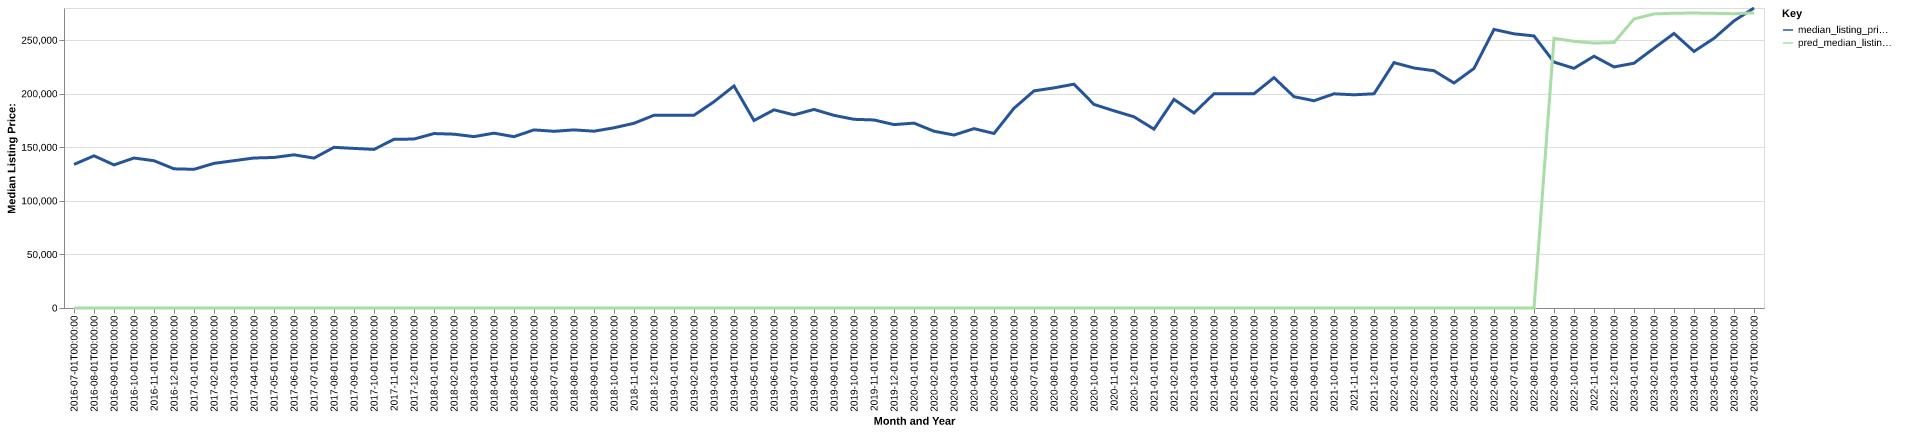 Key
median_listing_pri…
pred_median_listin…
Median Listing Price:
250,000
200,000
150,000
100,000
50,000
0
2016-07-01T00:00:00
2016-08-01T00:00:00
2016-09-01T00:00:00
2016-10-01T00:00:00
2016-11-01T00:00:00
2016-12-01T00:00:00
2017-01-01T00:00:00
2017-02-01T00:00:00
2017-03-01T00:00:00
2017-04-01T00:00:00
2017-05-01T00:00:00
2017-06-01T00:00:00
2017-07-01T00:00:00
2017-08-01T00:00:00
2017-09-01T00:00:00
2017-10-01T00:00:00
2017-11-01T00:00:00
2017-12-01T00:00:00
2018-01-01T00:00:00
2018-02-01T00:00:00
2018-03-01T00:00:00
2018-04-01T00:00:00
2018-05-01T00:00:00
2018-06-01T00:00:00
2018-07-01T00:00:00
2018-08-01T00:00:00
2018-09-01T00:00:00
2018-10-01T00:00:00
2018-11-01T00:00:00
2018-12-01T00:00:00
2019-01-01T00:00:00
2019-02-01T00:00:00
2019-03-01T00:00:00
2019-04-01T00:00:00
2019-05-01T00:00:00
2019-06-01T00:00:00
2019-07-01T00:00:00
2019-08-01T00:00:00
2019-09-01T00:00:00
2019-10-01T00:00:00
2019-11-01T00:00:00
2019-12-01T00:00:00
2020-01-01T00:00:00
2020-02-01T00:00:00
2020-03-01T00:00:00
2020-04-01T00:00:00
2020-05-01T00:00:00
2020-06-01T00:00:00
2020-07-01T00:00:00
2020-08-01T00:00:00
2020-09-01T00:00:00
2020-10-01T00:00:00
2020-11-01T00:00:00
2020-12-01T00:00:00
2021-01-01T00:00:00
2021-02-01T00:00:00
2021-03-01T00:00:00
2021-04-01T00:00:00
2021-05-01T00:00:00
2021-06-01T00:00:00
2021-07-01T00:00:00
2021-08-01T00:00:00
2021-09-01T00:00:00
2021-10-01T00:00:00
2021-11-01T00:00:00
2021-12-01T00:00:00
2022-01-01T00:00:00
2022-02-01T00:00:00
2022-03-01T00:00:00
2022-04-01T00:00:00
2022-05-01T00:00:00
2022-06-01T00:00:00
2022-07-01T00:00:00
2022-08-01T00:00:00
2022-09-01T00:00:00
2022-10-01T00:00:00
2022-11-01T00:00:00
2022-12-01T00:00:00
2023-01-01T00:00:00
2023-02-01T00:00:00
2023-03-01T00:00:00
2023-04-01T00:00:00
2023-05-01T00:00:00
2023-06-01T00:00:00
2023-07-01T00:00:00
Month and Year